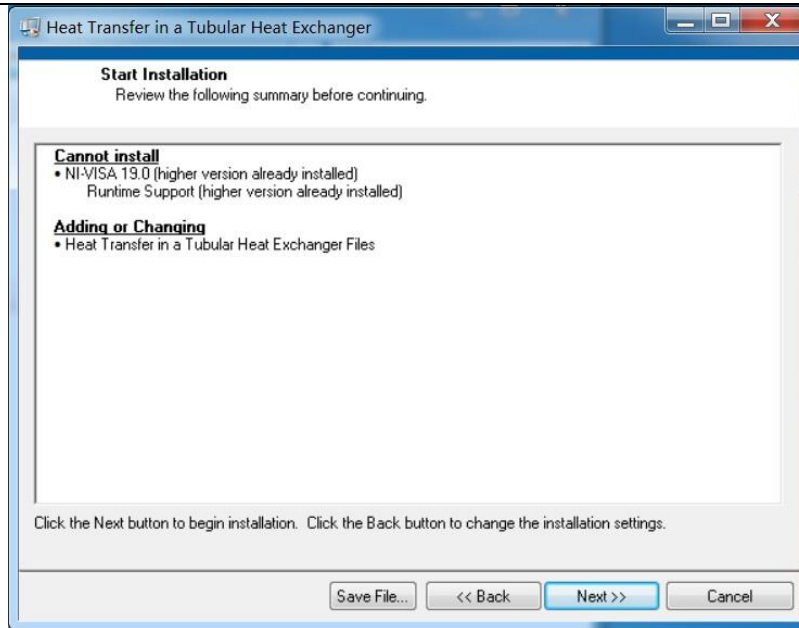 Heat Transfer in a Tubular Heat Exchanger
Start Installation
Review the following summary before continuing.
Cannot install
• NI-VISA 19.0 (higher version already installed)
Runtime Support (higher version already installed)
Adding or Changing
• Heat Transfer in a Tubular Heat Exchanger Files
Click the Next button to begin installation. Click the Back button to change the installation settings.
Save File... << Back Next >> Cancel